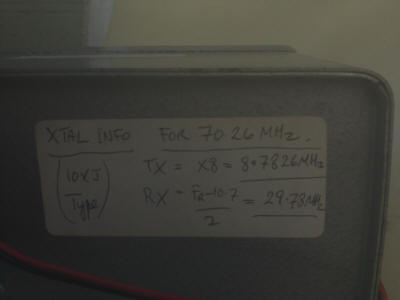 XTAL INFO FOR 70.26 MHz.
(10XJ Type)
TX = X8 = 8.7826MHz
RX = FR-10.7 / 2 = 29.78MHz